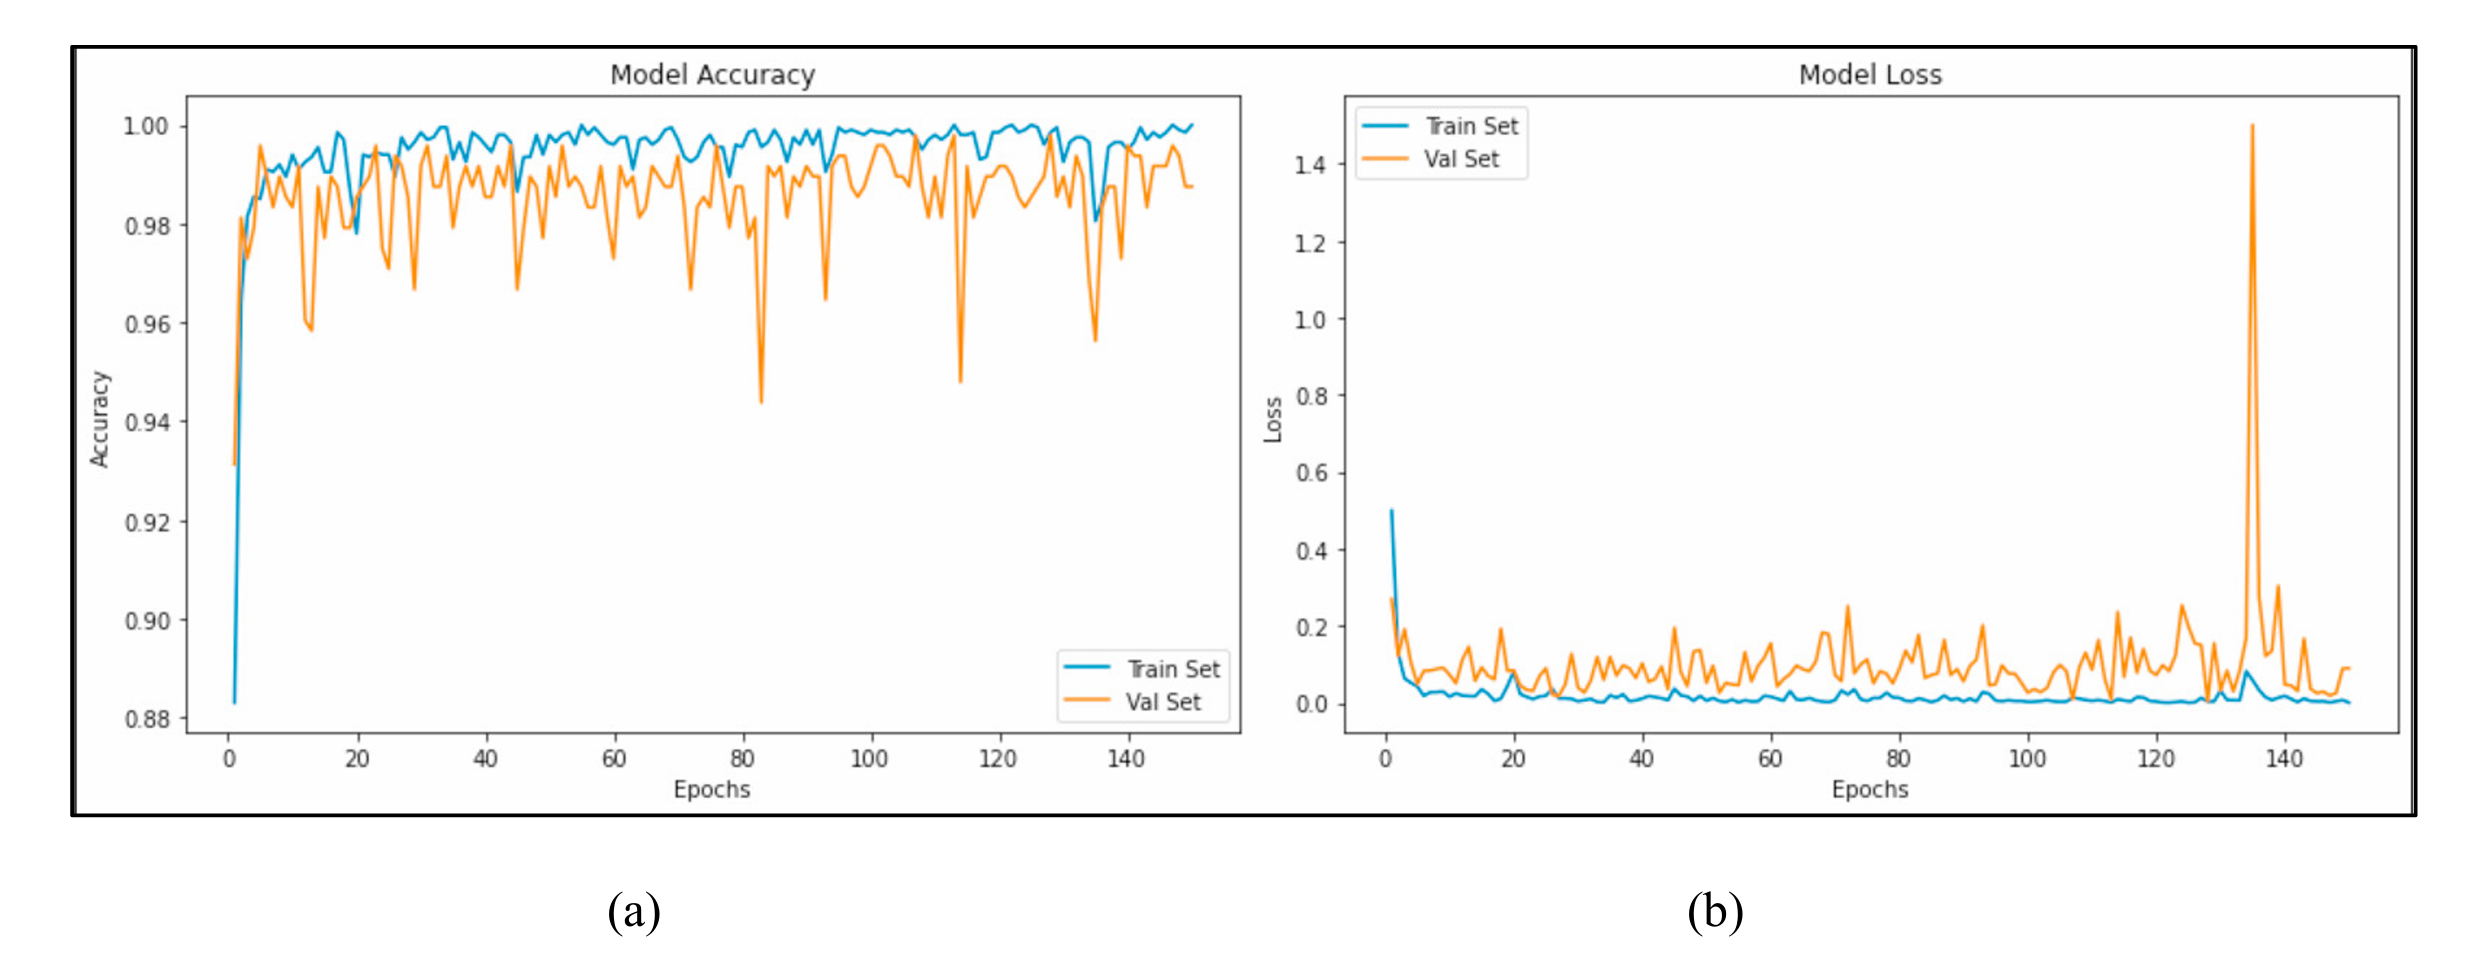 Model Accuracy
1.00
0.98
0.96
0.94
0.92
0.90
0.88
Accuracy
Train Set
Val Set
0 20 40 60 80 100 120 140
Epochs
Model Loss
Train Set
Val Set
1.4
1.2
1.0
0.8
0.6
0.4
0.2
0.0
Loss
0 20 40 60 80 100 120 140
Epochs
(a)
(b)